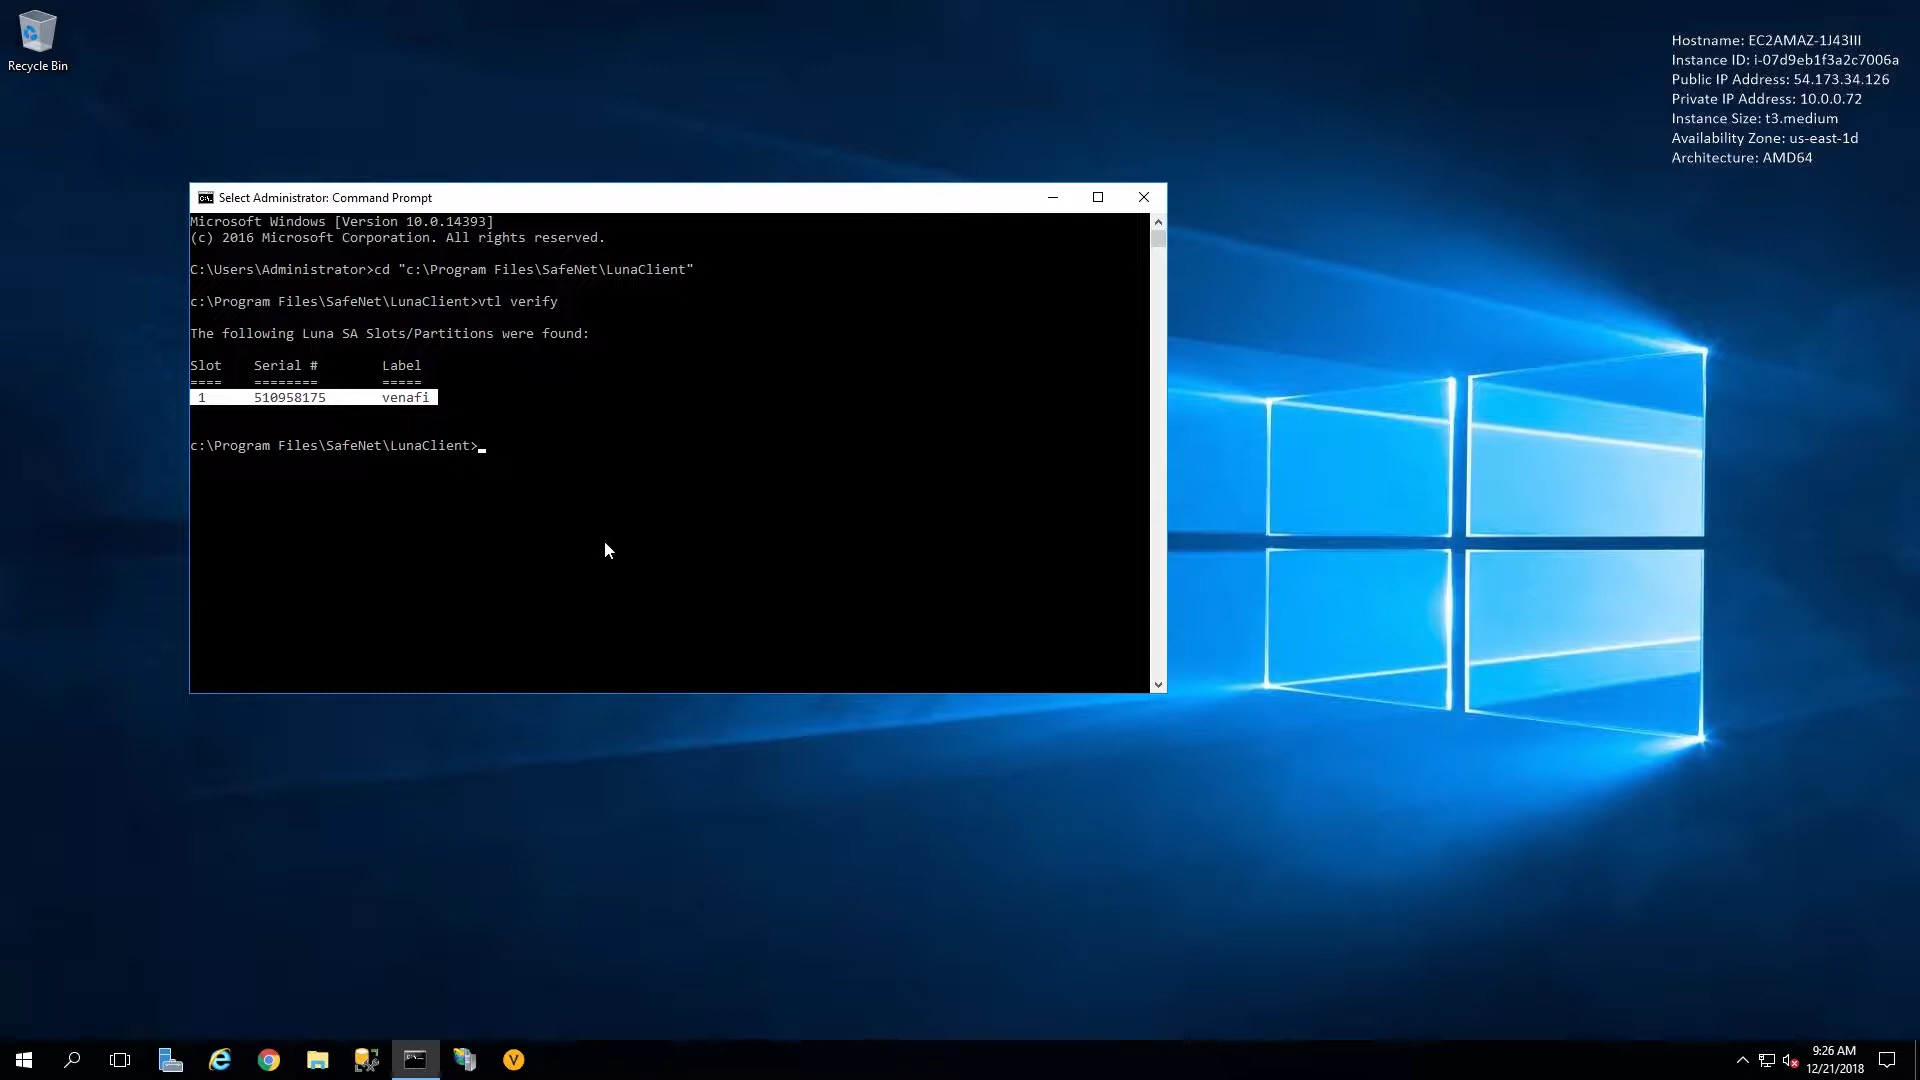 Recycle Bin
Hostname: EC2AMAZ-1J43III
Instance ID: i-07d9eb1f3a2c7006a
Public IP Address: 54.173.34.126
Private IP Address: 10.0.0.72
Instance Size: t3.medium
Availability Zone: us-east-1d
Architecture: AMD64
Select Administrator: Command Prompt
Microsoft Windows [Version 10.0.14393]
(c) 2016 Microsoft Corporation. All rights reserved.
C:\Users\Administrator>cd "c:\Program Files\SafeNet\LunaClient"
c:\Program Files\SafeNet\LunaClient>vtl verify
The following Luna SA Slots/Partitions were found:
Slot Serial # Label
==== ======== =====
1 510958175 venafi
c:\Program Files\SafeNet\LunaClient>
V
9:26 AM
12/21/2018